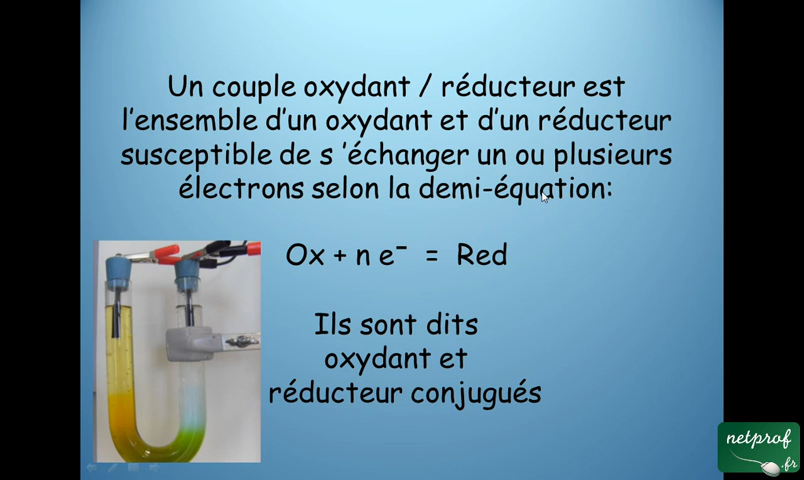 Un couple oxydant / réducteur est
l'ensemble d'un oxydant et d'un réducteur
susceptible de s 'échanger un ou plusieurs
électrons selon la demi-équation:
Ox + n e⁻ = Red
Ils sont dits
oxydant et
réducteur conjugués
netprof
.fr